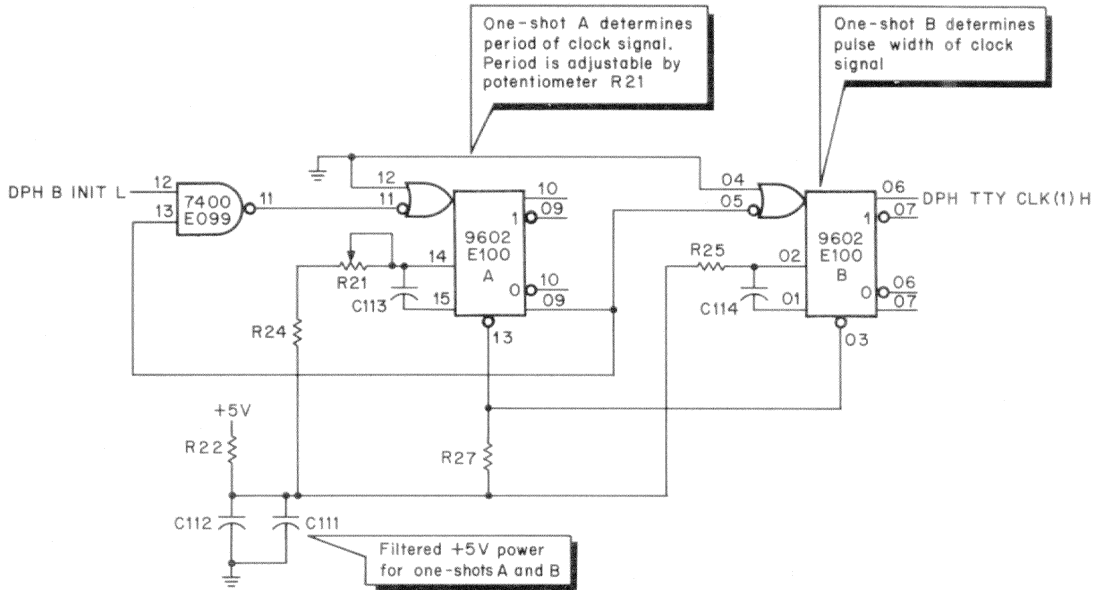 One-shot A determines
period of clock signal.
Period is adjustable by
potentiometer R21
One-shot B determines
pulse width of clock
signal
DPH B INIT L
12
13
7400
E099
11
12
11
9602
E100
A
14
15
10
1
09
0
10
09
13
R21
C113
R24
04
05
9602
E100
B
02
01
06
DPH TTY CLK(1) H
1
07
0
06
07
03
R25
C114
+5V
R22
R27
C112
C111
Filtered +5V power
for one-shots A and B